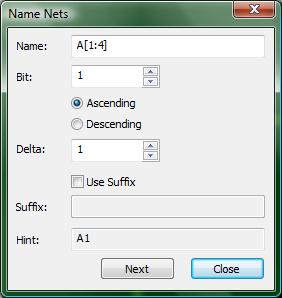 Name Nets
Name: A[1:4]
Bit: 1
Ascending
Descending
Delta: 1
Use Suffix
Suffix:
Hint: A1
Next Close